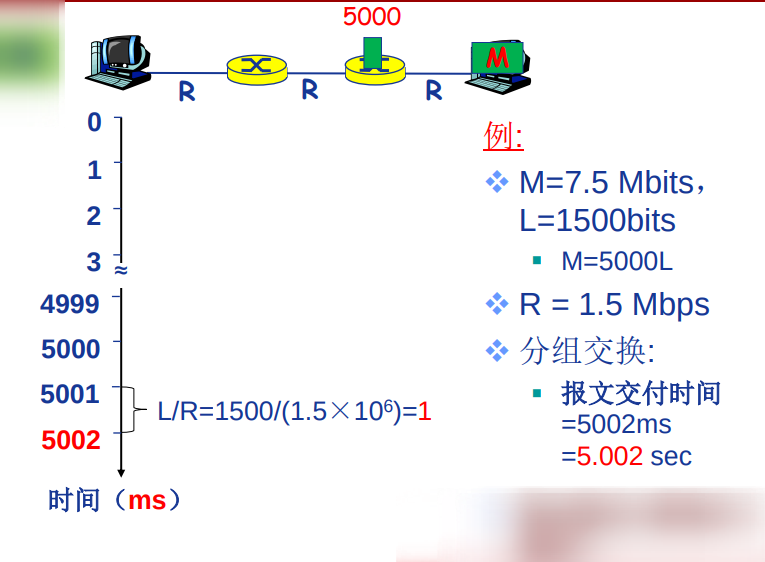 5000
M
R
R
R
0
1
2
3
≈
4999
5000
5001
5002
L/R=1500/(1.5×10⁶)=1
时间（ms）
例:
M=7.5 Mbits，
L=1500bits
M=5000L
R = 1.5 Mbps
分组交换:
报文交付时间
=5002ms
=5.002 sec